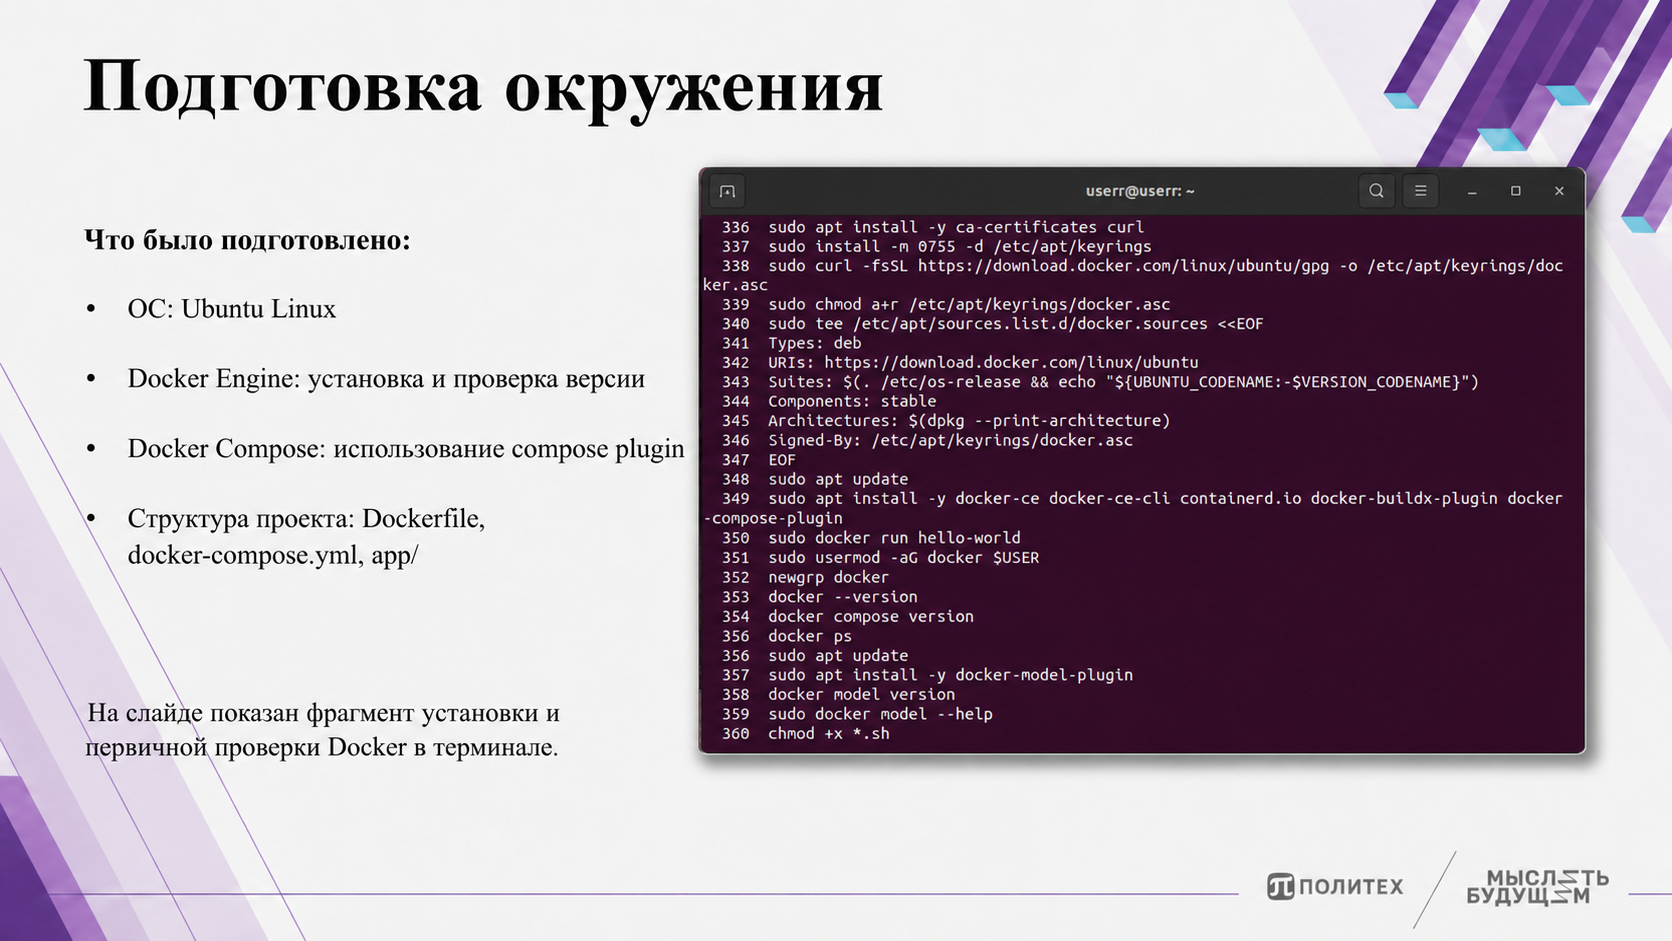 Подготовка окружения
Что было подготовлено:
• ОС: Ubuntu Linux
• Docker Engine: установка и проверка версии
• Docker Compose: использование compose plugin
• Структура проекта: Dockerfile,
docker-compose.yml, app/
На слайде показан фрагмент установки и
первичной проверки Docker в терминале.
userr@userr: ~
336 sudo apt install -y ca-certificates curl
337 sudo install -m 0755 -d /etc/apt/keyrings
338 sudo curl -fsSL https://download.docker.com/linux/ubuntu/gpg -o /etc/apt/keyrings/doc
ker.asc
339 sudo chmod a+r /etc/apt/keyrings/docker.asc
340 sudo tee /etc/apt/sources.list.d/docker.sources <<EOF
341 Types: deb
342 URIs: https://download.docker.com/linux/ubuntu
343 Suites: $(. /etc/os-release && echo "${UBUNTU_CODENAME:-$VERSION_CODENAME}")
344 Components: stable
345 Architectures: $(dpkg --print-architecture)
346 Signed-By: /etc/apt/keyrings/docker.asc
347 EOF
348 sudo apt update
349 sudo apt install -y docker-ce docker-ce-cli containerd.io docker-buildx-plugin docker
-compose-plugin
350 sudo docker run hello-world
351 sudo usermod -aG docker $USER
352 newgrp docker
353 docker --version
354 docker compose version
356 docker ps
356 sudo apt update
357 sudo apt install -y docker-model-plugin
358 docker model version
359 sudo docker model --help
360 chmod +x *.sh
ПОЛИТЕХ
МЫСЛИТЬ
БУДУЩИМ